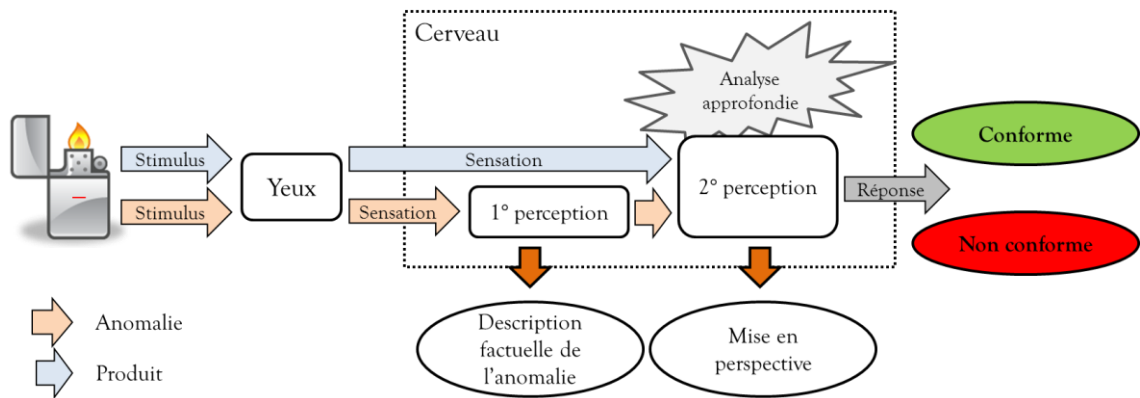 Cerveau
Analyse
approfondie
Conforme
Stimulus
Yeux
Sensation
2° perception
Réponse
Stimulus
Sensation
1° perception
Non conforme
Anomalie
Produit
Description
factuelle de
l'anomalie
Mise en
perspective